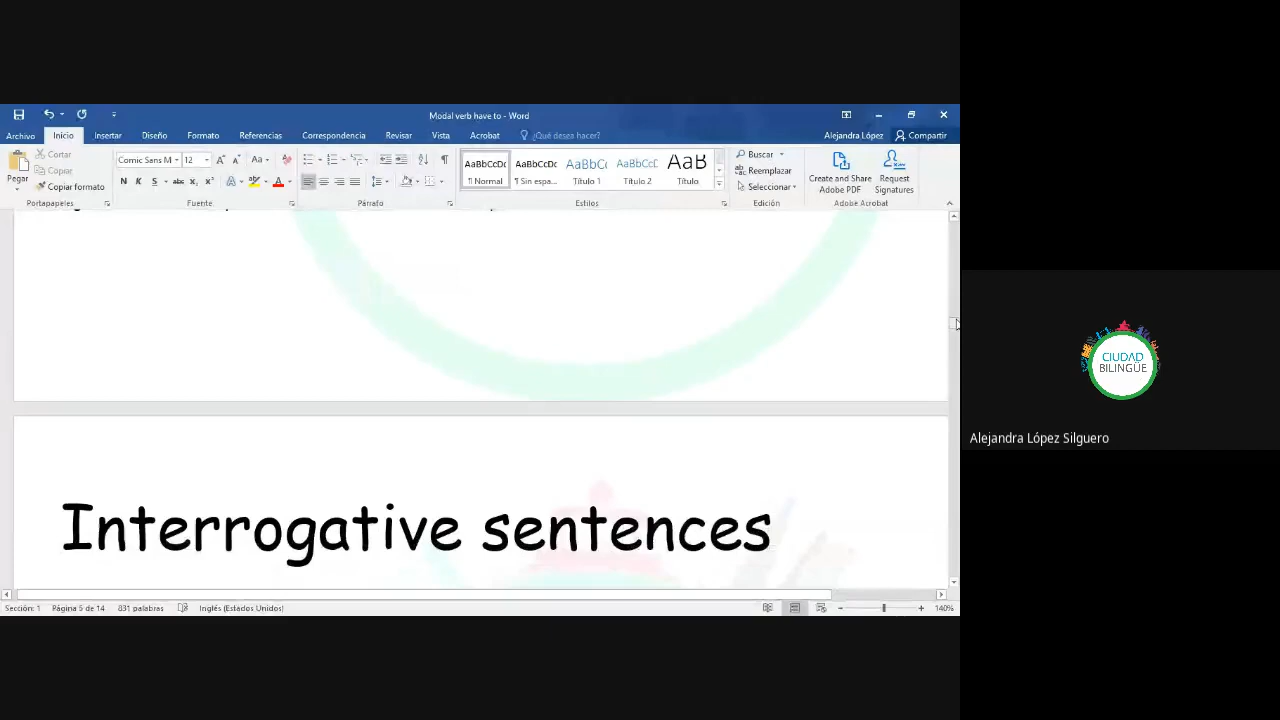 Modal verb have to - Word
Archivo Inicio Insertar Diseño Formato Referencias Correspondencia Revisar Vista Acrobat ¿Qué desea hacer? Alejandra López Compartir
Pegar
Cortar
Copiar
Copiar formato
Portapapeles
Comic Sans M 12
N K S abc x₂ x²
Fuente
Párrafo
AaBbCcDc AaBbCcDc AaBbCc AaBbCcD AaB
¶ Normal ¶ Sin espa... Título 1 Título 2 Título
Estilos
Buscar
Reemplazar
Seleccionar
Edición
Create and Share Adobe PDF
Request Signatures
Adobe Acrobat
Interrogative sentences
Sección: 1 Página 5 de 14 831 palabras Inglés (Estados Unidos) 140%
CIUDAD
BILINGÜE
Alejandra López Silguero